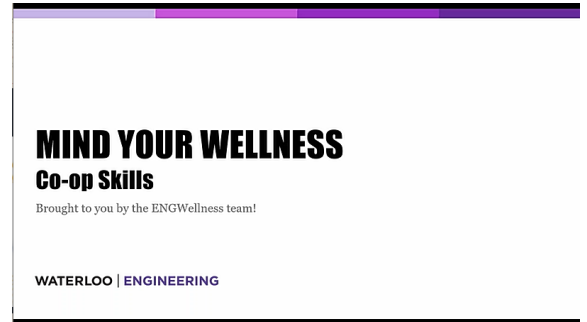 MIND YOUR WELLNESS
Co-op Skills
Brought to you by the ENGWellness team!
WATERLOO | ENGINEERING